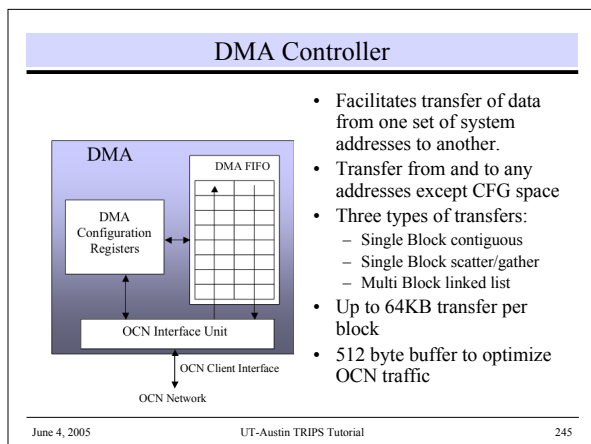 DMA Controller
DMA
DMA FIFO
DMA
Configuration
Registers
OCN Interface Unit
OCN Client Interface
OCN Network
• Facilitates transfer of data
from one set of system
addresses to another.
• Transfer from and to any
addresses except CFG space
• Three types of transfers:
– Single Block contiguous
– Single Block scatter/gather
– Multi Block linked list
• Up to 64KB transfer per
block
• 512 byte buffer to optimize
OCN traffic
June 4, 2005
UT-Austin TRIPS Tutorial
245